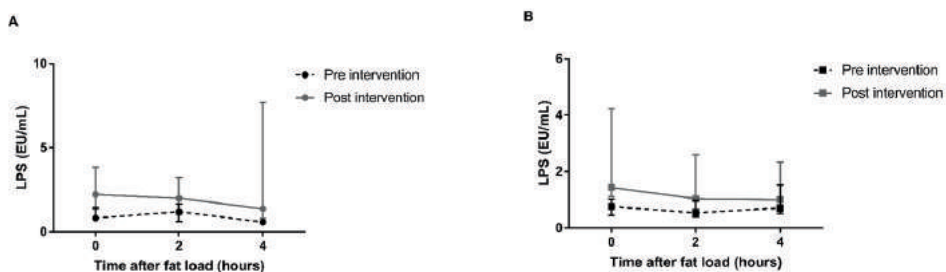 A
LPS (EU/mL)
10
5
0
0 2 4
Time after fat load (hours)
Pre intervention
Post intervention
B
LPS (EU/mL)
6
4
2
0
0 2 4
Time after fat load (hours)
Pre intervention
Post intervention